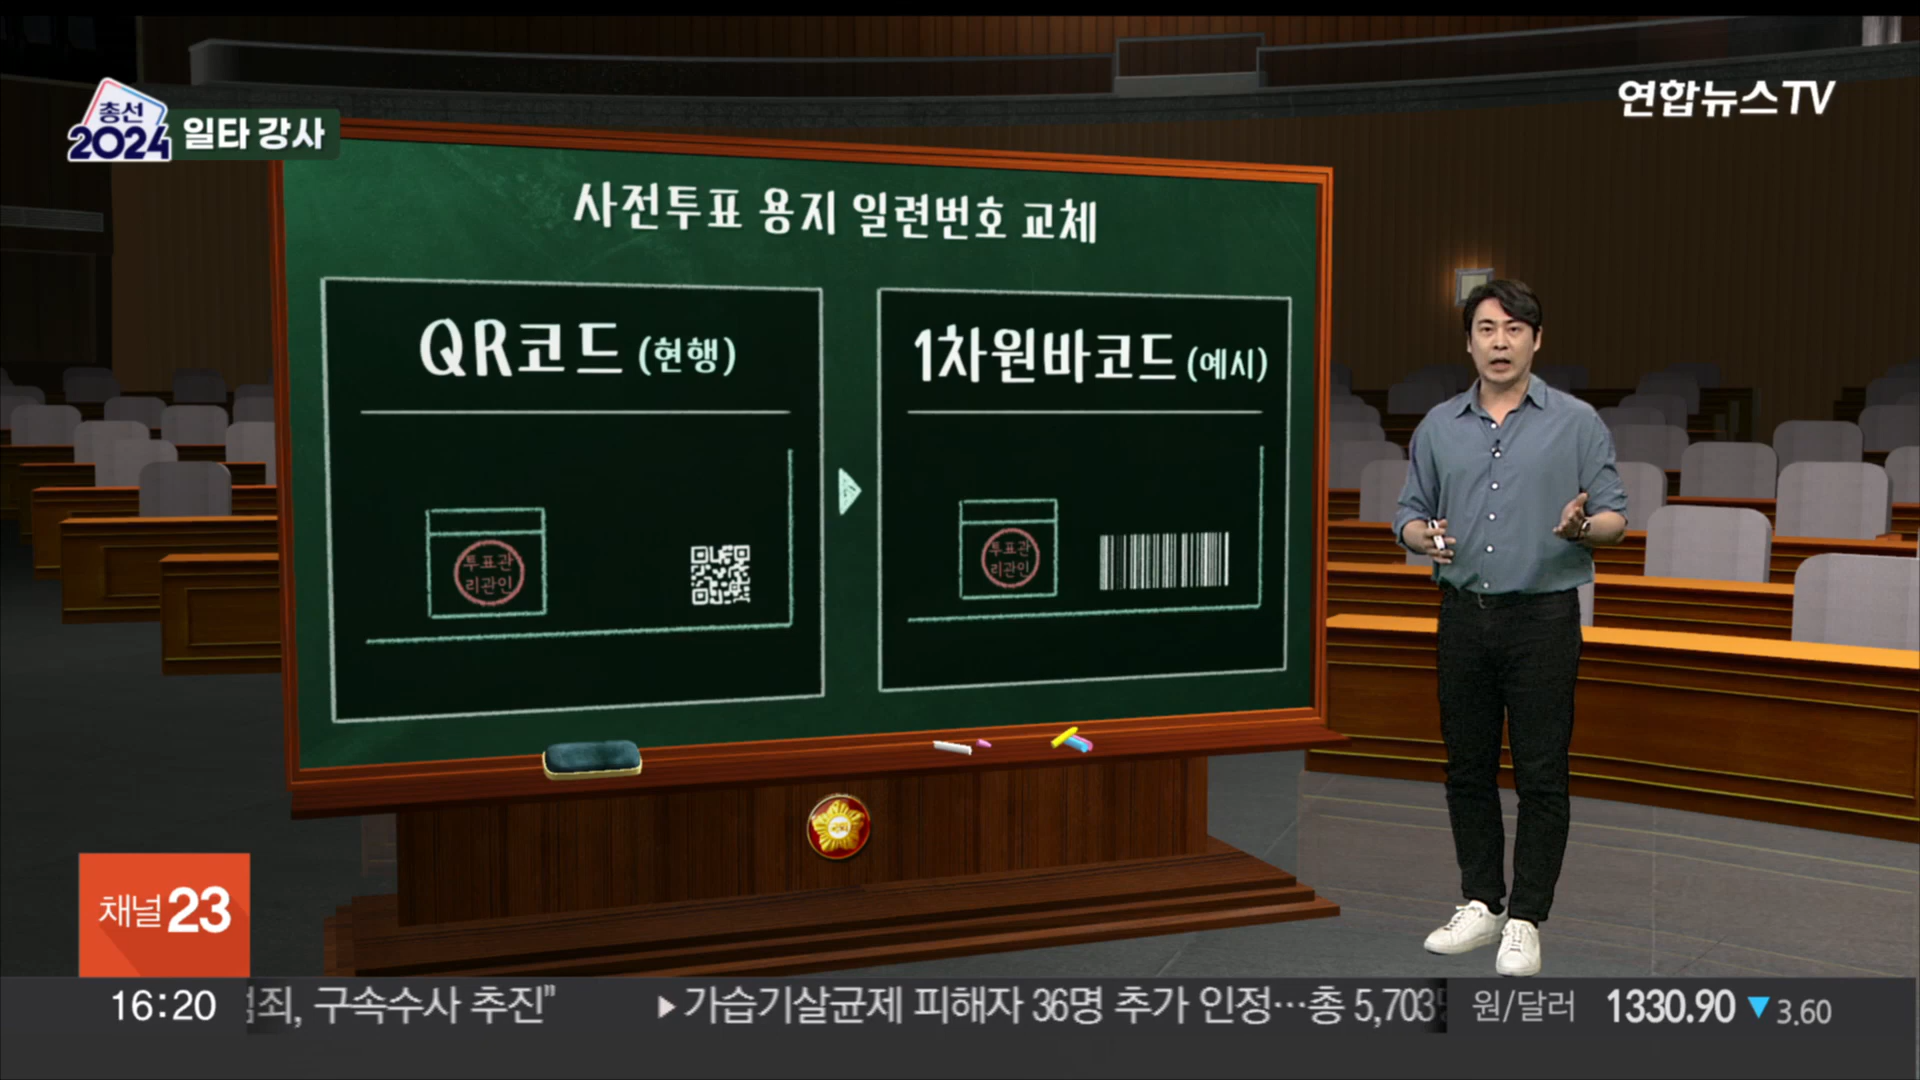 총선
2024
일타 강사
연합뉴스TV
사전투표 용지 일련번호 교체
QR코드 (현행)
투표관
리관인
1차원바코드 (예시)
투표관
리관인
채널 23
16:20
구속수사 추진”
▶가습기살균제 피해자 36명 추가 인정…총 5,703
원/달러 1330.90 ▼ 3.60